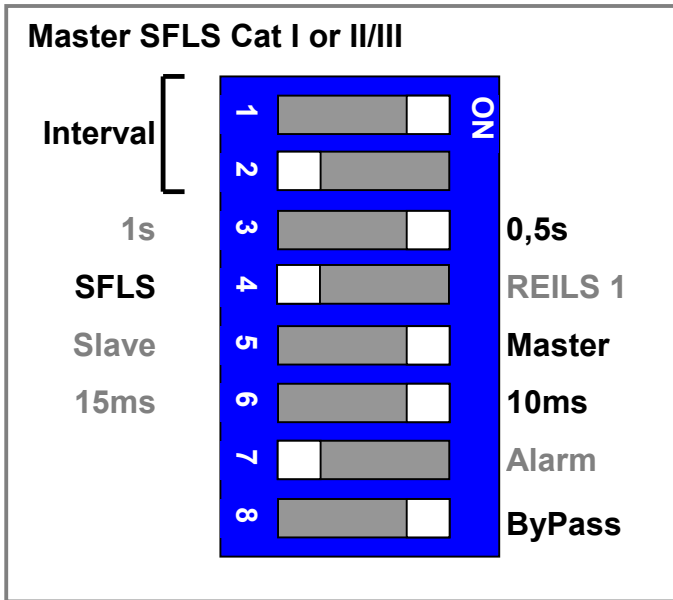 Master SFLS Cat I or II/III
Interval
1 ON
2
1s 3 0,5s
SFLS 4 REILS 1
Slave 5 Master
15ms 6 10ms
7 Alarm
8 ByPass